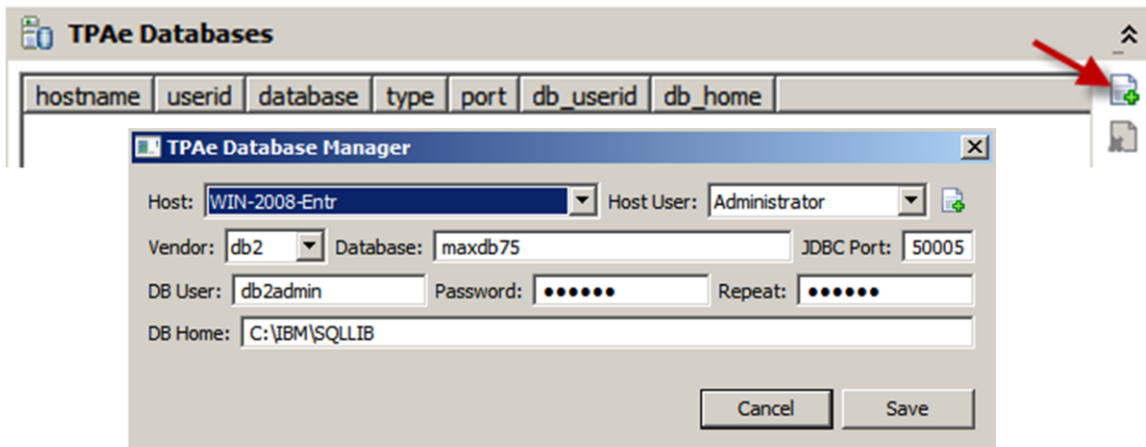 TPAe Databases
hostname userid database type port db_userid db_home
TPAe Database Manager
Host: WIN-2008-Entr Host User: Administrator
Vendor: db2 Database: maxdb75 JDBC Port: 50005
DB User: db2admin Password: ●●●●●● Repeat: ●●●●●●
DB Home: C:\IBM\SQLLIB
Cancel Save